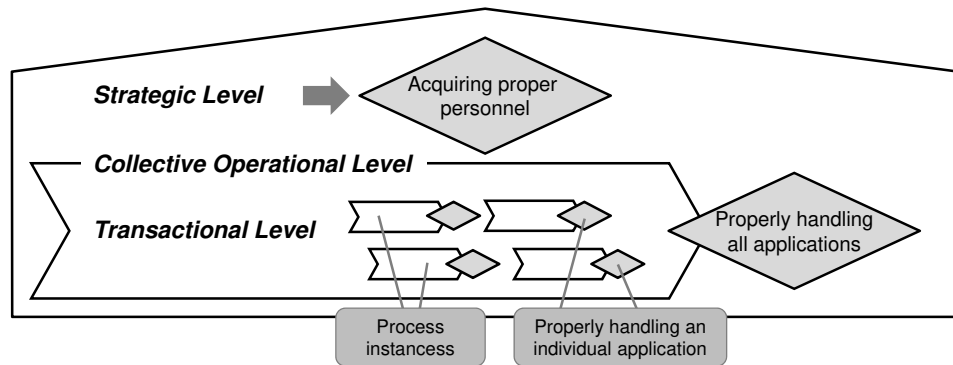 Strategic Level
Acquiring proper
personnel
Collective Operational Level
Transactional Level
Properly handling
all applications
Process
instancess
Properly handling an
individual application